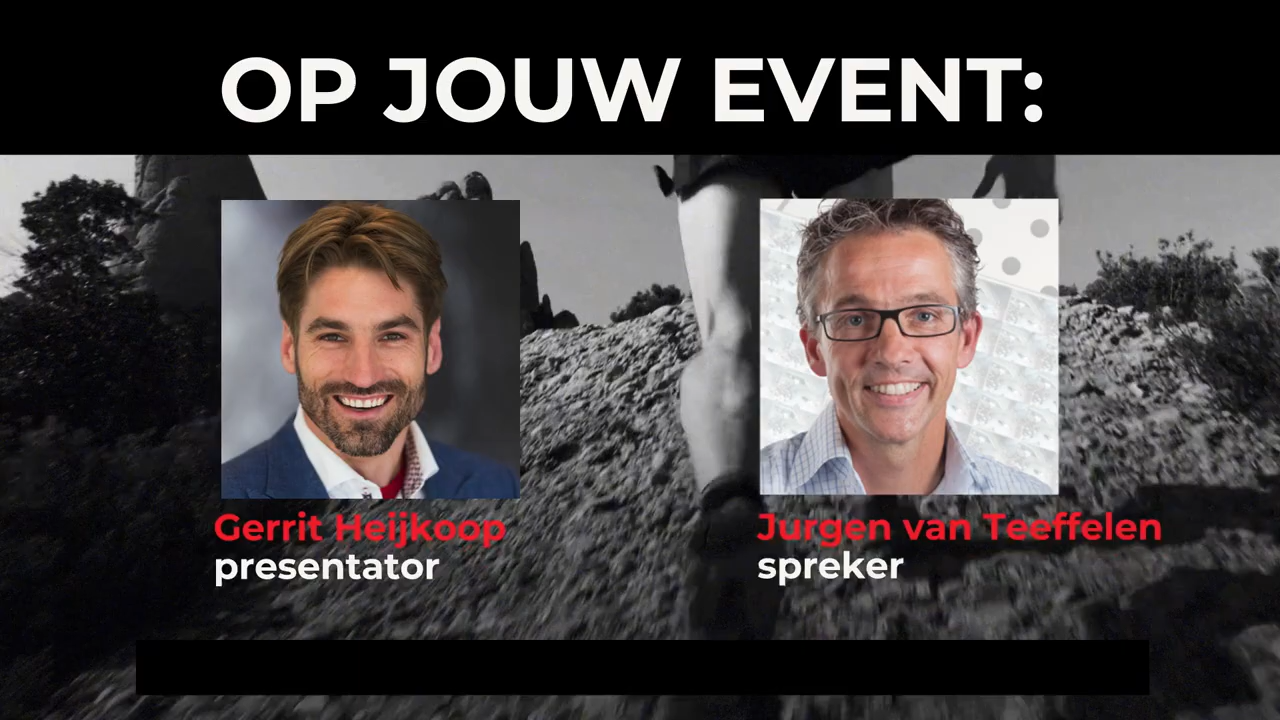 OP JOUW EVENT:
Gerrit Heijkoop
presentator
Jurgen van Teeffelen
spreker